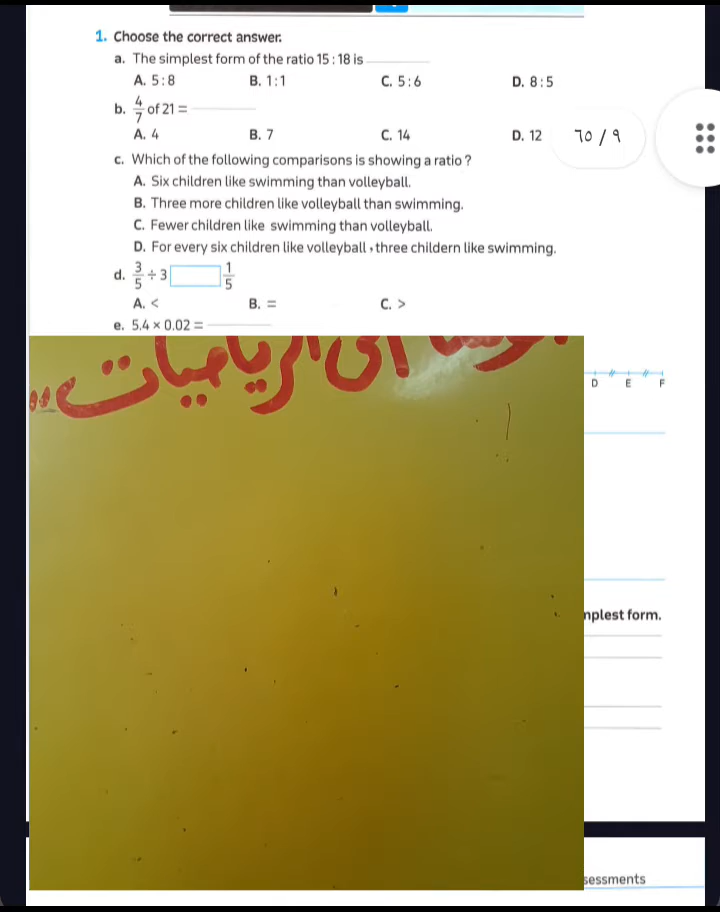 1. Choose the correct answer.
a. The simplest form of the ratio 15 : 18 is
A. 5 : 8 B. 1 : 1 C. 5 : 6 D. 8 : 5
b. 4/7 of 21 =
A. 4 B. 7 C. 14 D. 12 70 / 9
c. Which of the following comparisons is showing a ratio ?
A. Six children like swimming than volleyball.
B. Three more children like volleyball than swimming.
C. Fewer children like swimming than volleyball.
D. For every six children like volleyball , three childern like swimming.
d. 3/5 ÷ 3 1/5
A. < B. = C. >
e. 5.4 × 0.02 =
الرياضيات
D E F
mplest form.
sessments